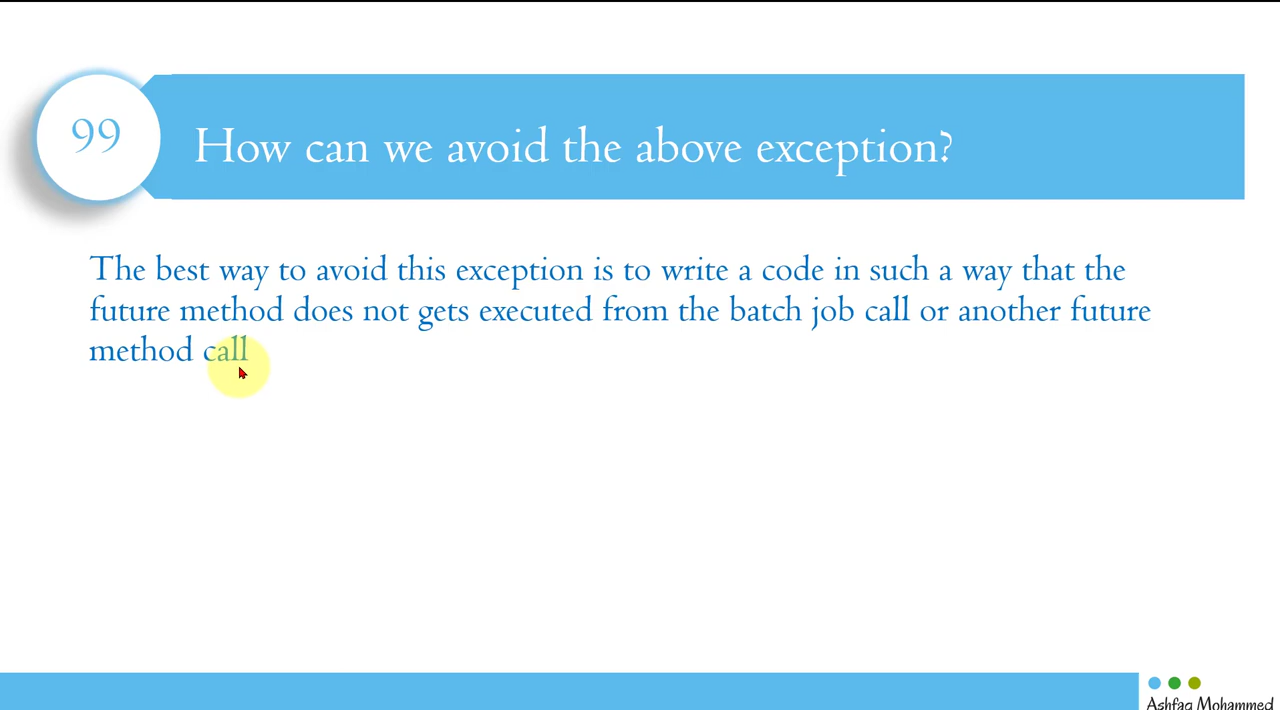 99
How can we avoid the above exception?
The best way to avoid this exception is to write a code in such a way that the
future method does not gets executed from the batch job call or another future
method call
Ashfaq Mohammed